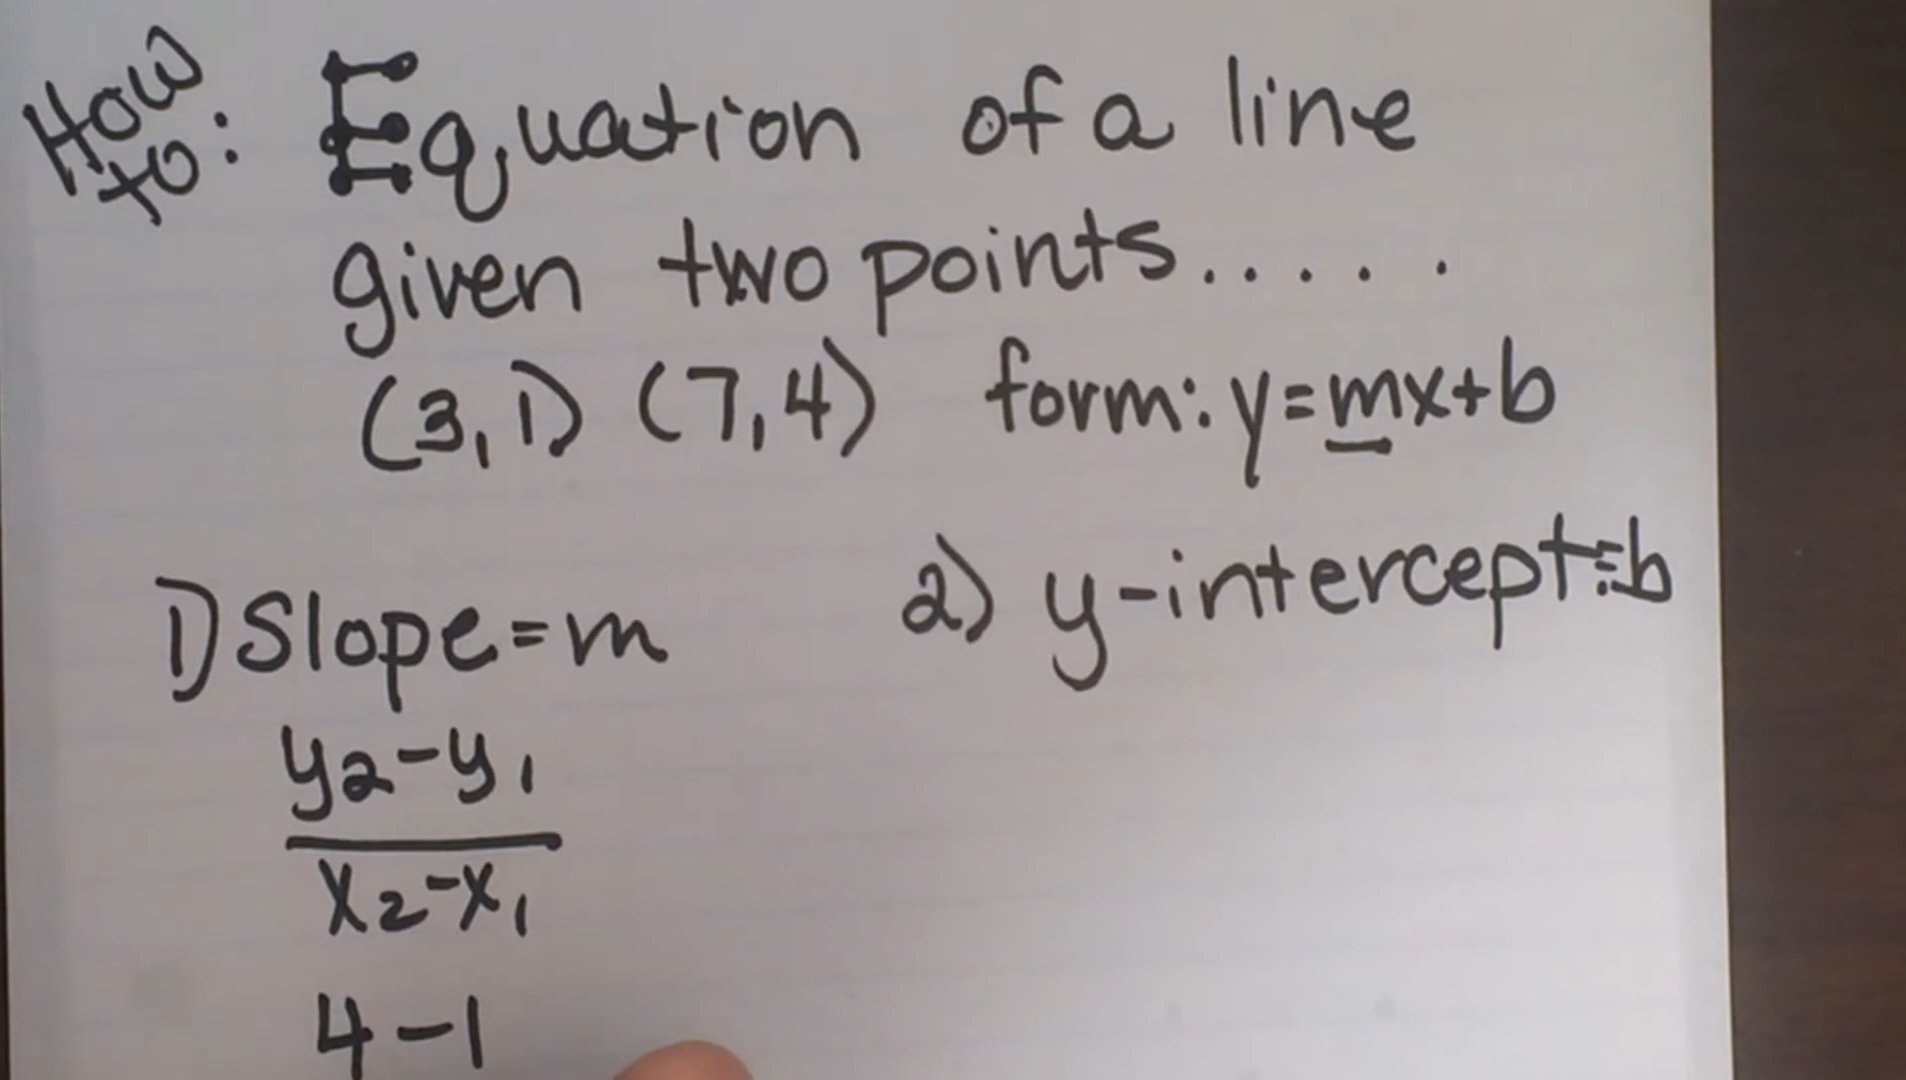 How to: Equation of a line
given two points.....
(3,1) (7,4) form: y=mx+b
1) Slope=m
2) y-intercept=b
y2-y1
x2-x1
4-1